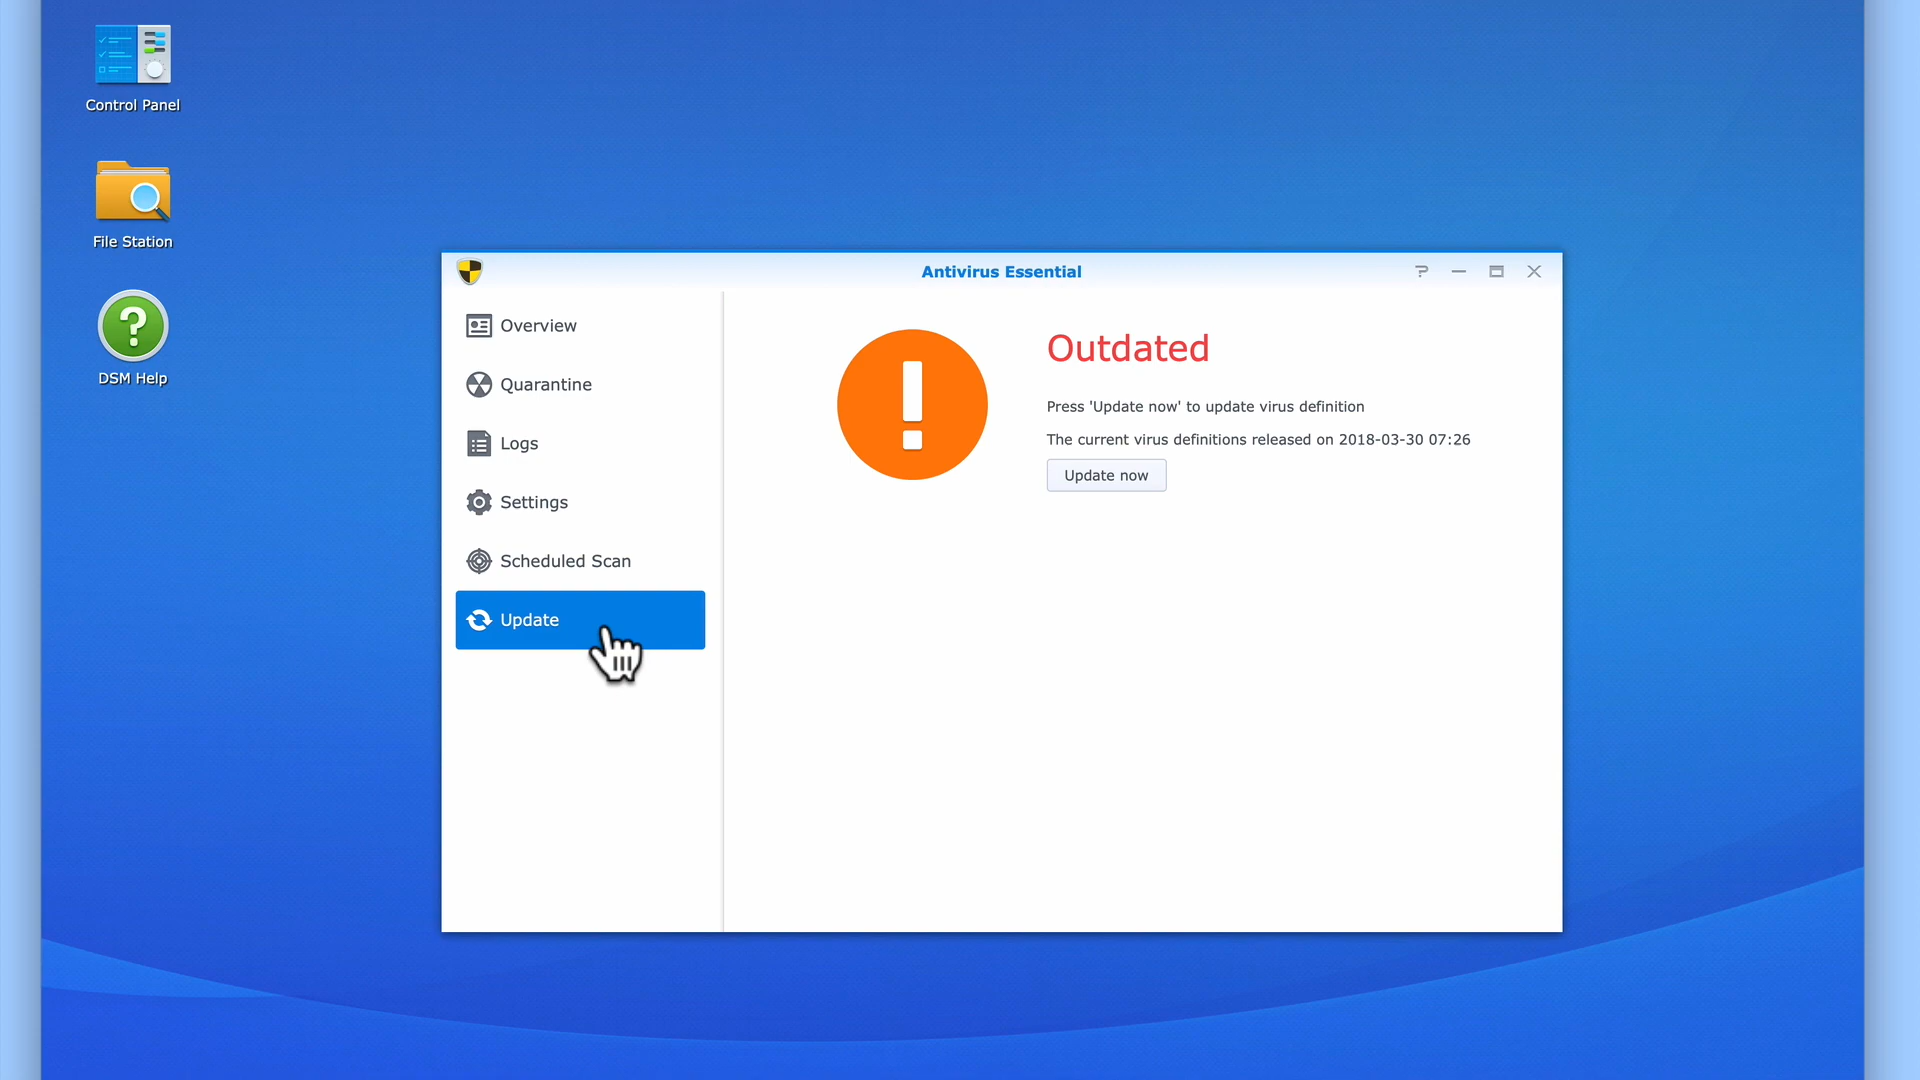 Control Panel
File Station
DSM Help
Antivirus Essential
Overview
Quarantine
Logs
Settings
Scheduled Scan
Update
Outdated
Press 'Update now' to update virus definition
The current virus definitions released on 2018-03-30 07:26
Update now